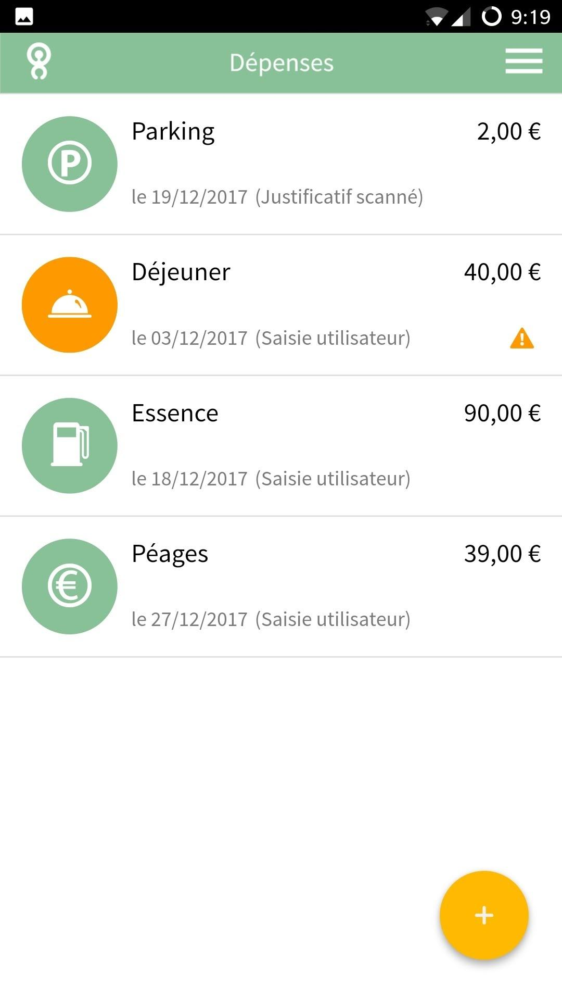 9:19
Dépenses
Parking 2,00 €
le 19/12/2017 (Justificatif scanné)
Déjeuner 40,00 €
le 03/12/2017 (Saisie utilisateur)
Essence 90,00 €
le 18/12/2017 (Saisie utilisateur)
Péages 39,00 €
le 27/12/2017 (Saisie utilisateur)